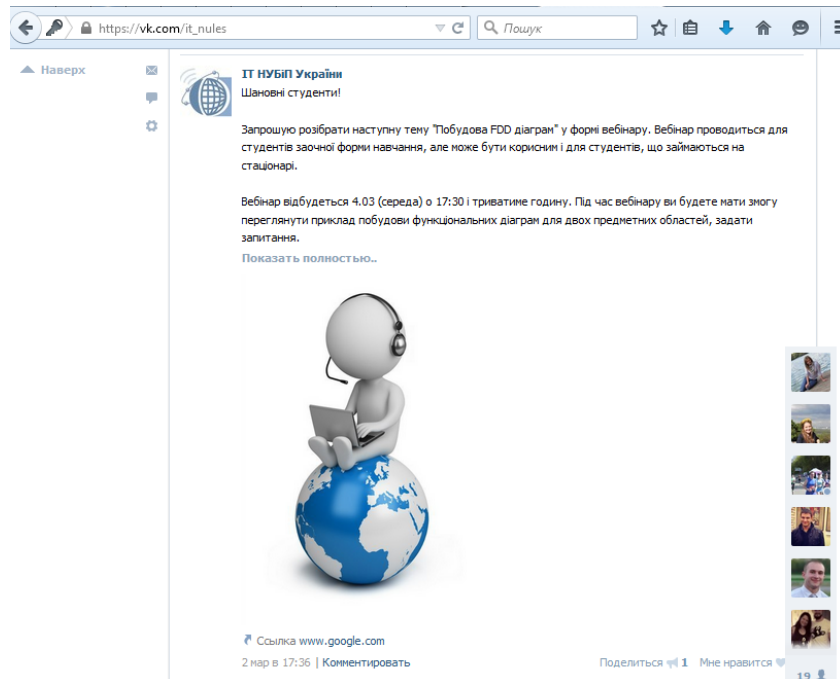 https://vk.com/it_nules
Пошук
Наверх
ІТ НУБіП України
Шановні студенти!
Запрошую розібрати наступну тему "Побудова FDD діаграм" у формі вебінару. Вебінар проводиться для
студентів заочної форми навчання, але може бути корисним і для студентів, що займаються на
стаціонарі.
Вебінар відбудеться 4.03 (середа) о 17:30 і триватиме годину. Під час вебінару ви будете мати змогу
переглянути приклад побудови функціональних діаграм для двох предметних областей, задати
запитання.
Показать полностью..
Ссылка www.google.com
2 мар в 17:36 | Комментировать
Поделиться 1 Мне нравится
19